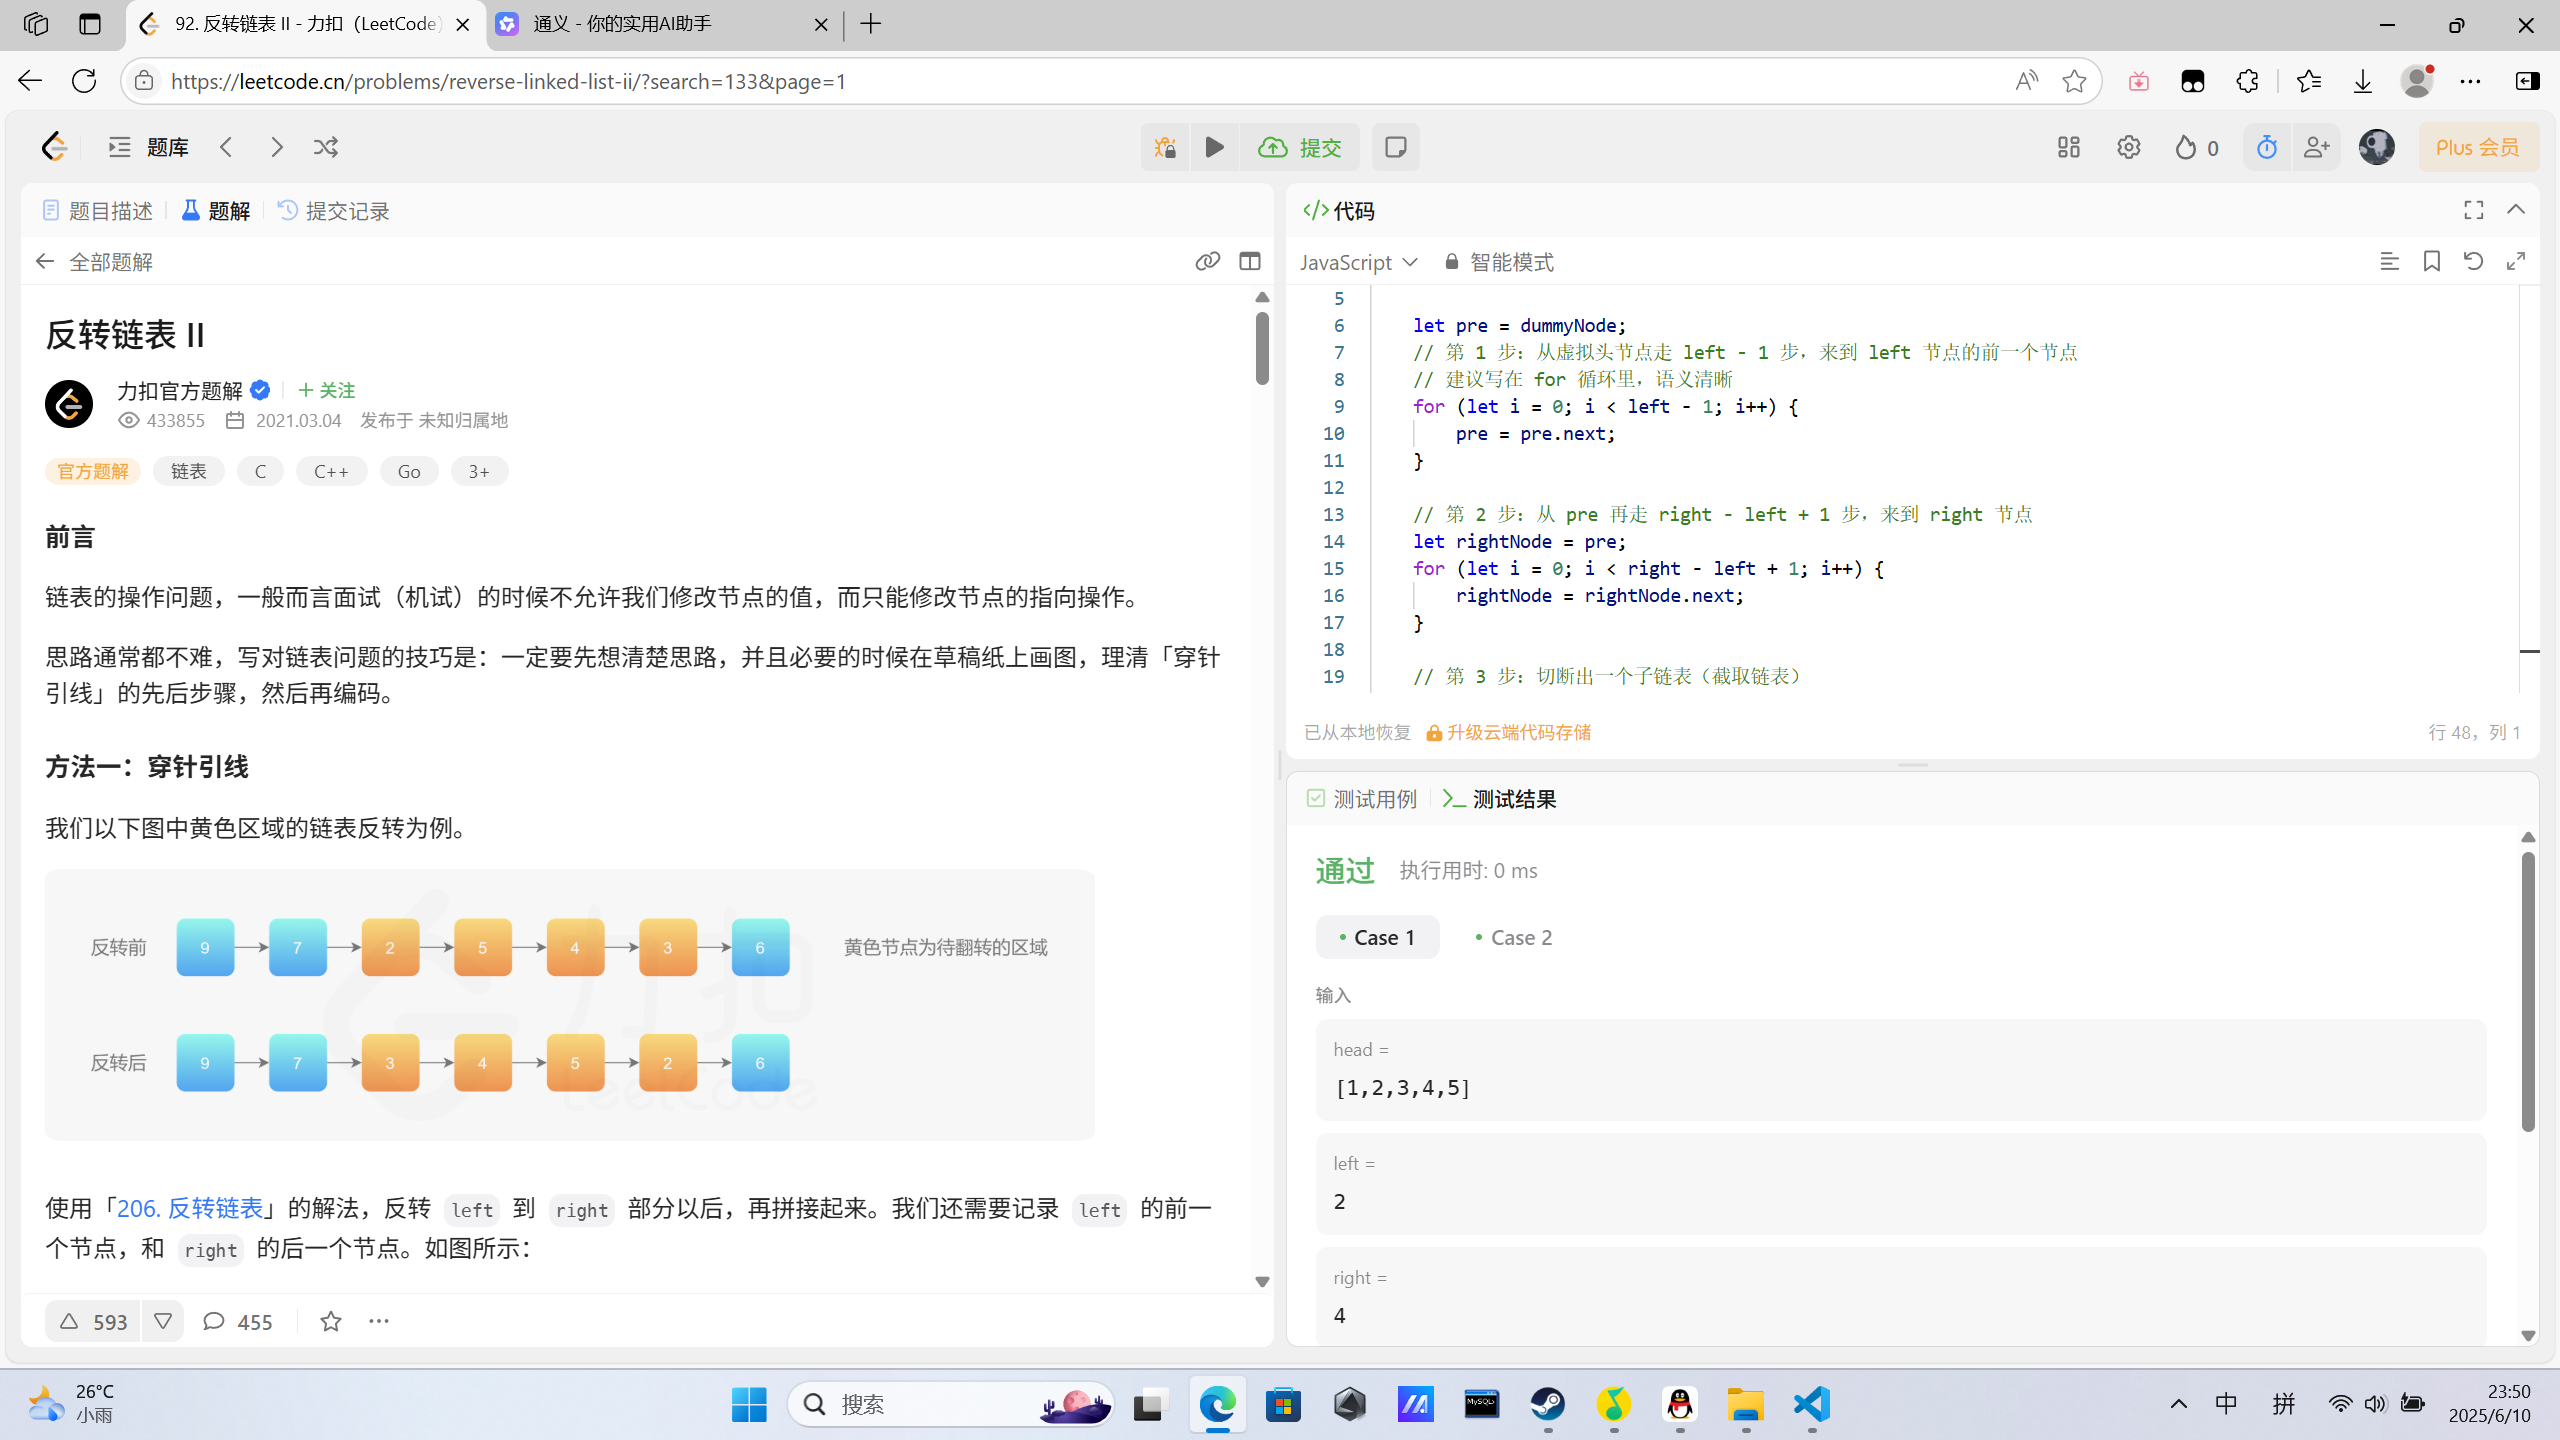 92. 反转链表 II - 力扣（LeetCode）
通义 - 你的实用AI助手
https://leetcode.cn/problems/reverse-linked-list-ii/?search=133&page=1
题库
提交
0
Plus 会员
题目描述
题解
提交记录
全部题解
反转链表 II
力扣官方题解
+ 关注
433855
2021.03.04
发布于 未知归属地
官方题解
链表
C
C++
Go
3+
前言
链表的操作问题，一般而言面试（机试）的时候不允许我们修改节点的值，而只能修改节点的指向操作。
思路通常都不难，写对链表问题的技巧是：一定要先想清楚思路，并且必要的时候在草稿纸上画图，理清「穿针
引线」的先后步骤，然后再编码。
方法一：穿针引线
我们以下图中黄色区域的链表反转为例。
反转前 9 7 2 5 4 3 6 黄色节点为待翻转的区域
反转后 9 7 3 4 5 2 6
力扣
LeetCode
使用「206. 反转链表」的解法，反转 left 到 right 部分以后，再拼接起来。我们还需要记录 left 的前一
个节点，和 right 的后一个节点。如图所示：
593
455
代码
JavaScript
智能模式
5
6 let pre = dummyNode;
7 // 第 1 步：从虚拟头节点走 left - 1 步，来到 left 节点的前一个节点
8 // 建议写在 for 循环里，语义清晰
9 for (let i = 0; i < left - 1; i++) {
10 pre = pre.next;
11 }
12
13 // 第 2 步：从 pre 再走 right - left + 1 步，来到 right 节点
14 let rightNode = pre;
15 for (let i = 0; i < right - left + 1; i++) {
16 rightNode = rightNode.next;
17 }
18
19 // 第 3 步：切断出一个子链表（截取链表）
已从本地恢复
升级云端代码存储
行 48，列 1
测试用例
测试结果
通过
执行用时: 0 ms
Case 1
Case 2
输入
head =
[1,2,3,4,5]
left =
2
right =
4
26°C
小雨
搜索
MySQL
中
拼
23:50
2025/6/10